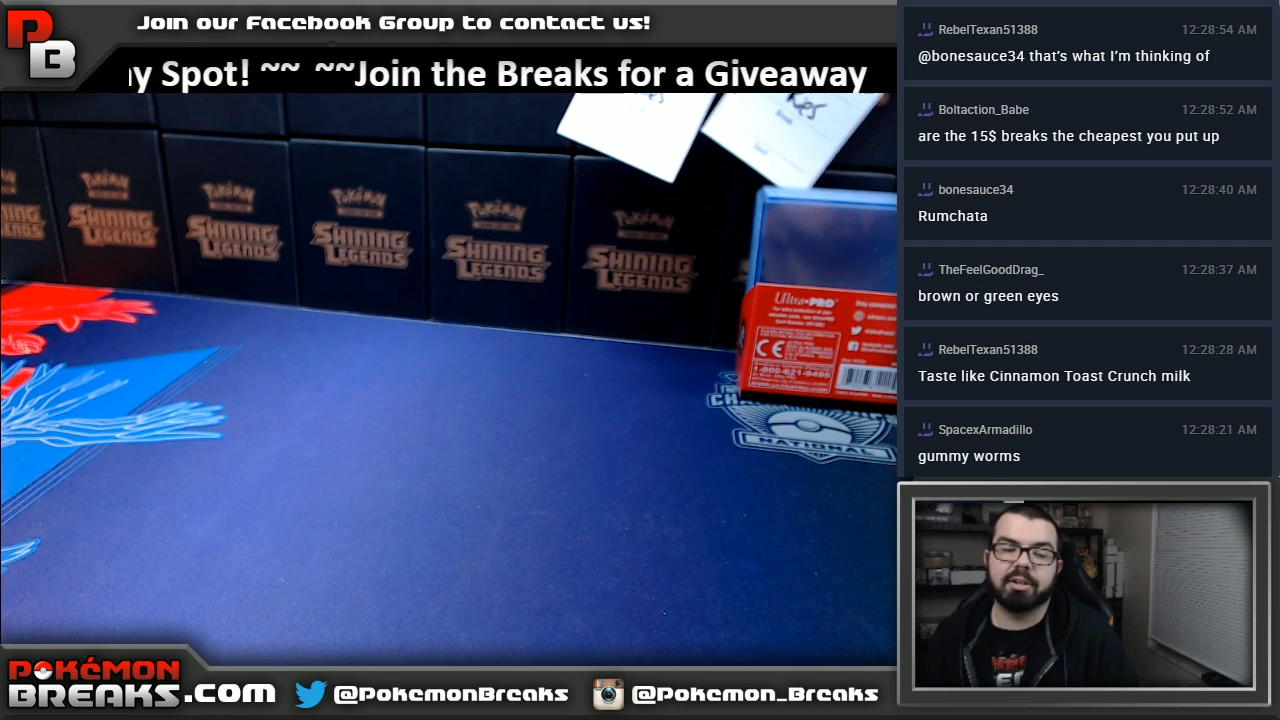 Join our Facebook Group to contact us!
PB
y Spot! ~~ ~~Join the Breaks for a Giveaway
Kes
POKÉMON
SHINING
LEGENDS
POKÉMON
SHINING
LEGENDS
POKÉMON
SHINING
LEGENDS
POKÉMON
SHINING
LEGENDS
POKÉMON
SHINING
LEGENDS
Ultra•PRO
CE
1-800-621-9495
NATIONAL
RebelTexan51388 12:28:54 AM
@bonesauce34 that's what I'm thinking of
Boltaction_Babe 12:28:52 AM
are the 15$ breaks the cheapest you put up
bonesauce34 12:28:40 AM
Rumchata
TheFeelGoodDrag_ 12:28:37 AM
brown or green eyes
RebelTexan51388 12:28:28 AM
Taste like Cinnamon Toast Crunch milk
SpacexArmadillo 12:28:21 AM
gummy worms
POKéMON
BREAKS.COM
@PokemonBreaks
@Pokemon_Breaks